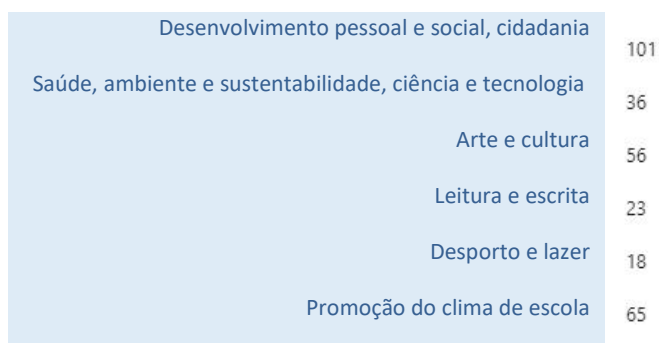 Desenvolvimento pessoal e social, cidadania
101
Saúde, ambiente e sustentabilidade, ciência e tecnologia
36
Arte e cultura
56
Leitura e escrita
23
Desporto e lazer
18
Promoção do clima de escola
65